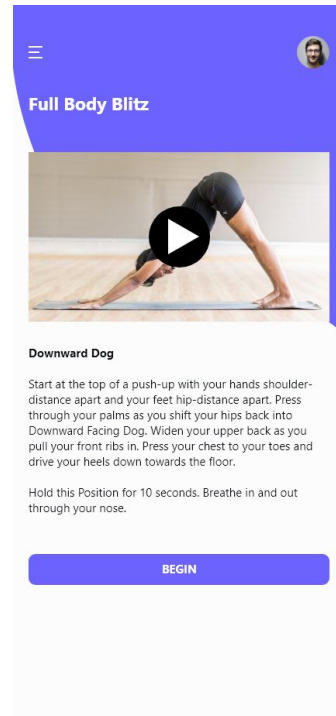 Full Body Blitz
Downward Dog
Start at the top of a push-up with your hands shoulder-
distance apart and your feet hip-distance apart. Press
through your palms as you shift your hips back into
Downward Facing Dog. Widen your upper back as you
pull your front ribs in. Press your chest to your toes and
drive your heels down towards the floor.
Hold this Position for 10 seconds. Breathe in and out
through your nose.
BEGIN